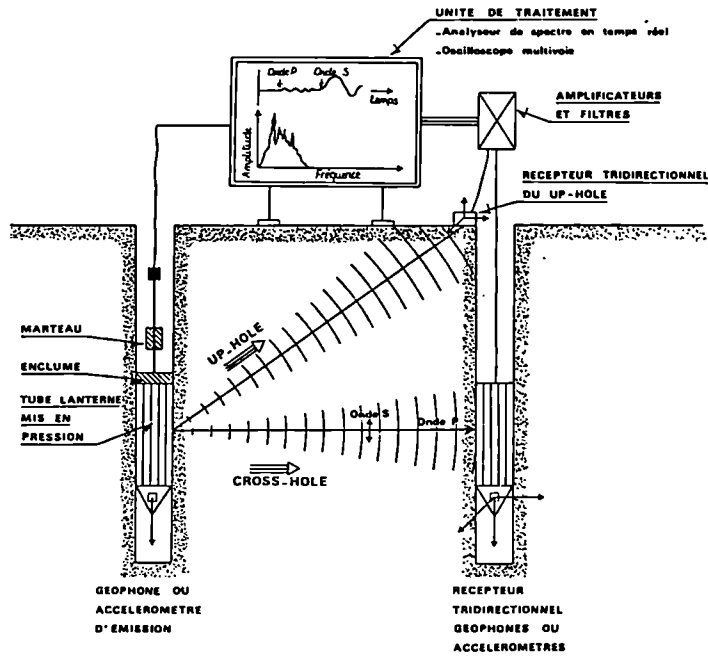 UNITE DE TRAITEMENT
-Analyseur de spectre en temps réel
-Oscilloscope multivoie
Onde P
Onde S
temps
Amplitude
Fréquence
AMPLIFICATEURS
ET FILTRES
RECEPTEUR TRIDIRECTIONNEL
DU UP-HOLE
MARTEAU
ENCLUME
TUBE LANTERNE
MIS EN
PRESSION
UP-HOLE
Onde S
Onde P
CROSS-HOLE
GEOPHONE OU
ACCELEROMETRE
D'ÉMISSION
RECEPTEUR
TRIDIRECTIONNEL
GEOPHONES OU
ACCELEROMETRES